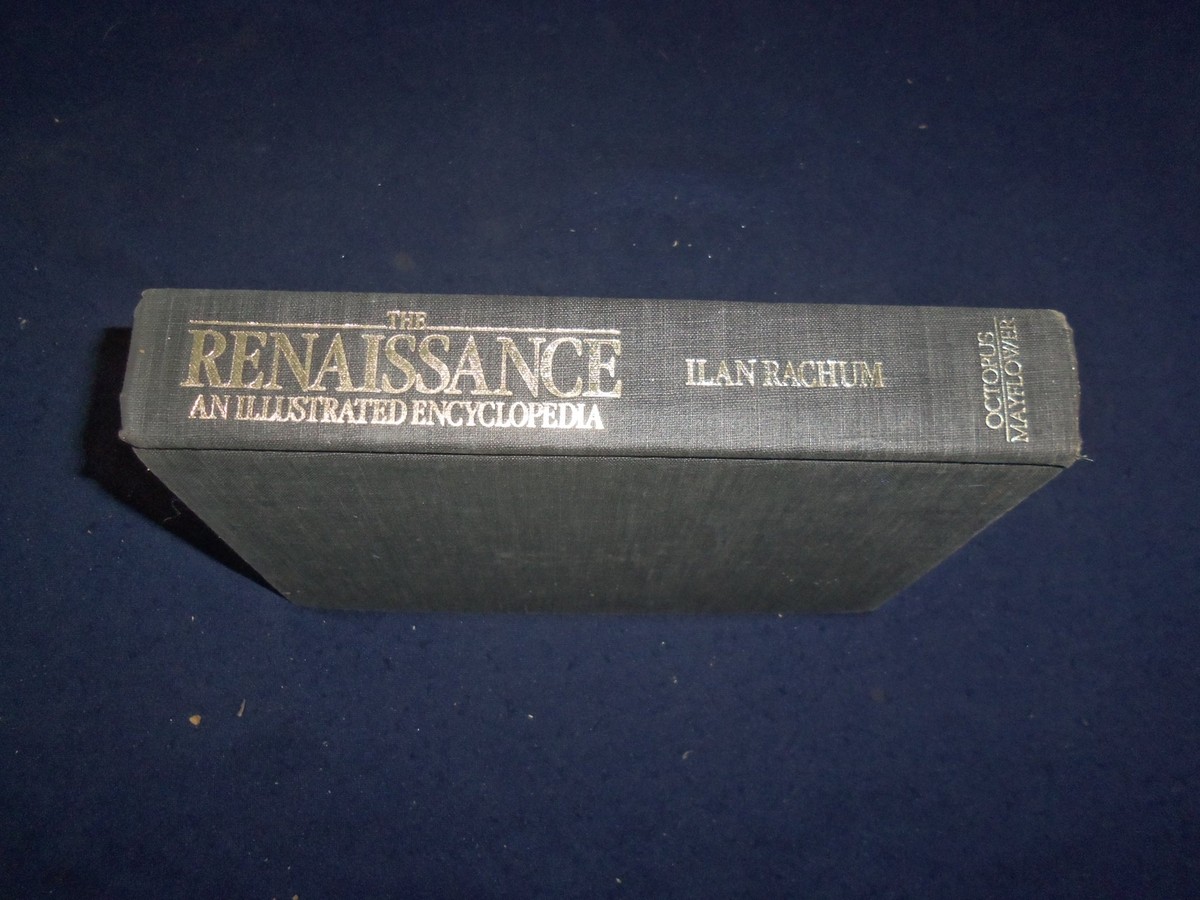 THE
RENAISSANCE
AN ILLUSTRATED ENCYCLOPEDIA
ILAN RACHUM
OCTOPUS
MAYFLOWER